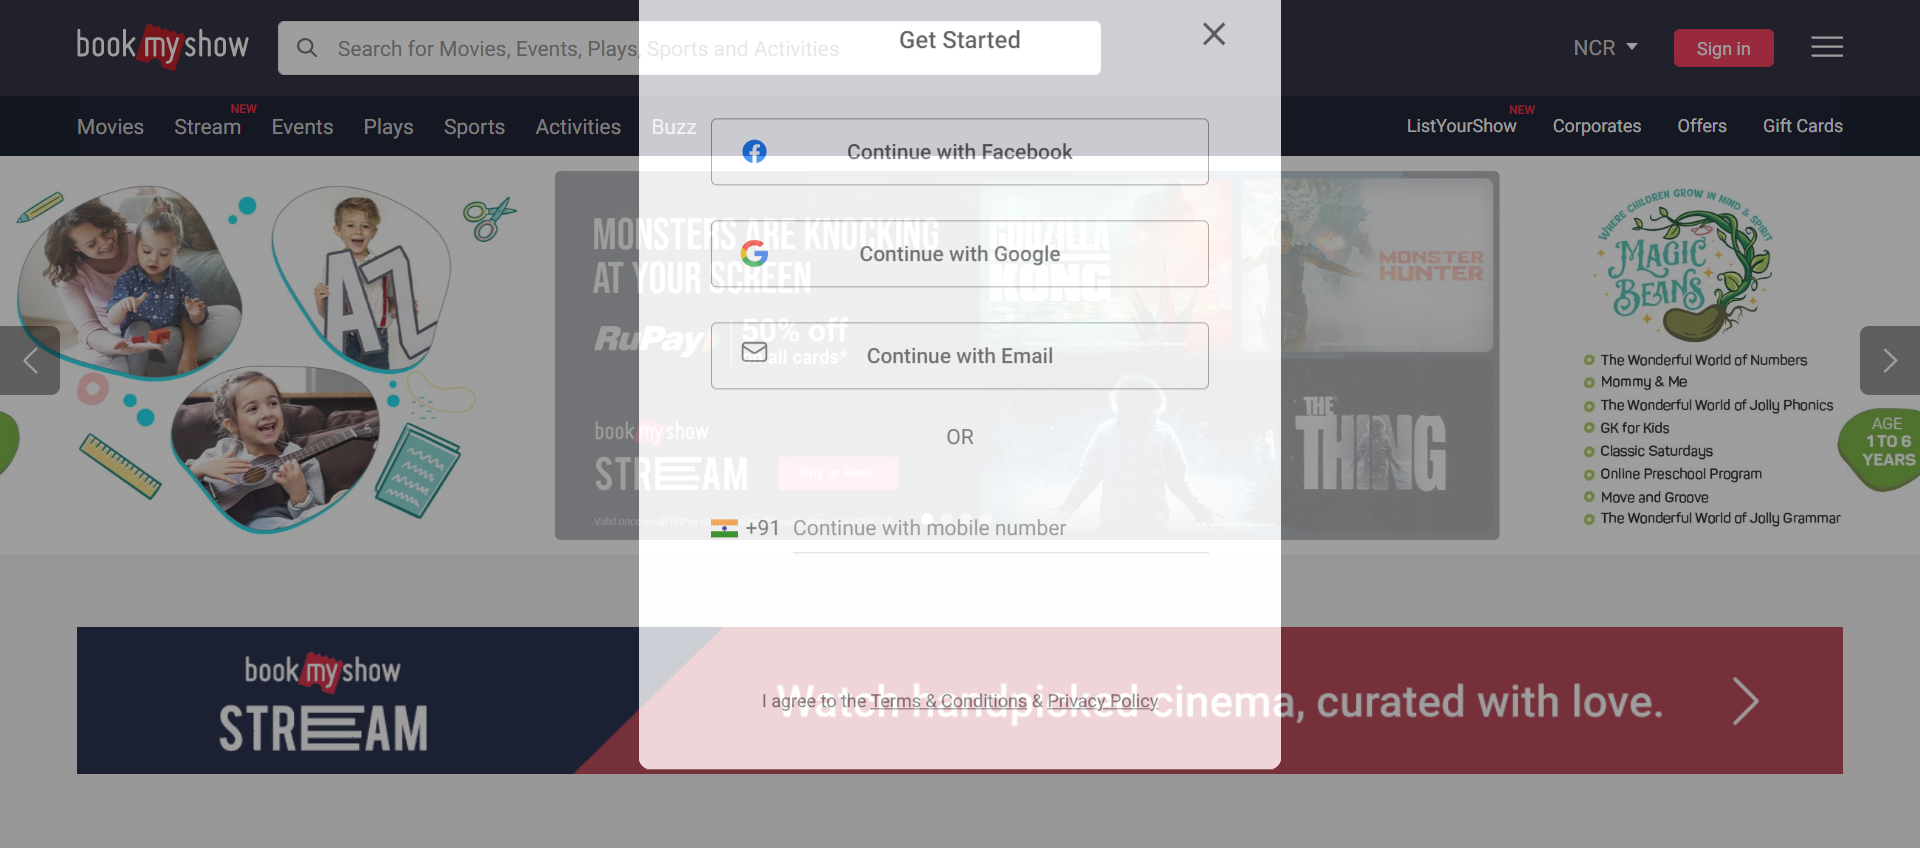 book my show
Search for Movies, Events, Plays, Sports and Activities
Get Started
NCR
Sign in
Movies
Stream
NEW
Events
Plays
Sports
Activities
Buzz
ListYourShow
NEW
Corporates
Offers
Gift Cards
Continue with Facebook
Continue with Google
Continue with Email
OR
+91 Continue with mobile number
I agree to the Terms & Conditions & Privacy Policy
AZ
MONSTERS ARE KNOCKING
AT YOUR SCREEN
RuPay
50% off
all cards*
book my show
STREAM
Buy or Rent
GODZILLA
KONG
MONSTER
HUNTER
THE
THING
WHERE CHILDREN GROW IN MIND & SPIRIT
MAGIC
BEANS
The Wonderful World of Numbers
Mommy & Me
The Wonderful World of Jolly Phonics
GK for Kids
Classic Saturdays
Online Preschool Program
Move and Groove
The Wonderful World of Jolly Grammar
AGE
1 TO 6
YEARS
book my show
STREAM
Watch handpicked cinema, curated with love.